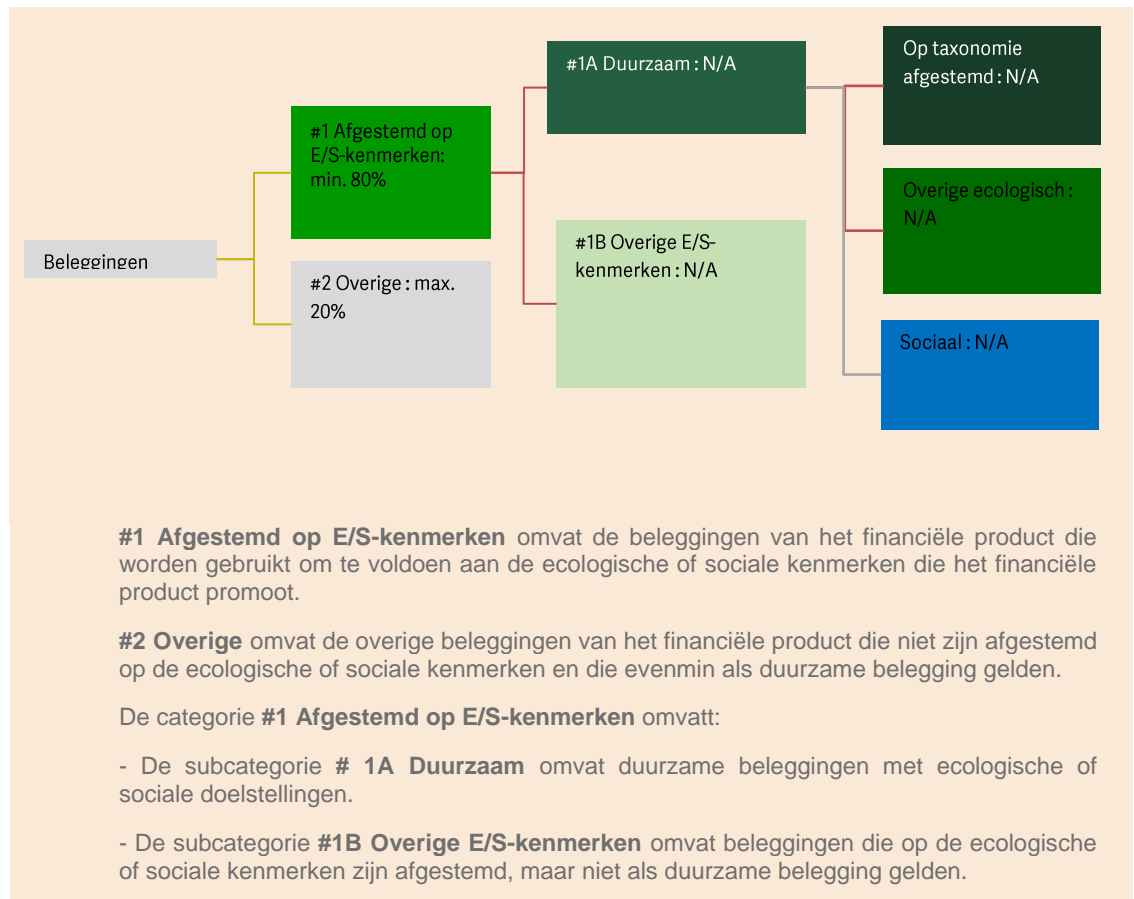 Beleggingen
#1 Afgestemd op
E/S-kenmerken:
min. 80%
#2 Overige : max.
20%
#1A Duurzaam : N/A
#1B Overige E/S-
kenmerken : N/A
Op taxonomie
afgestemd : N/A
Overige ecologisch :
N/A
Sociaal : N/A
#1 Afgestemd op E/S-kenmerken omvat de beleggingen van het financiële product die
worden gebruikt om te voldoen aan de ecologische of sociale kenmerken die het financiële
product promoot.
#2 Overige omvat de overige beleggingen van het financiële product die niet zijn afgestemd
op de ecologische of sociale kenmerken en die evenmin als duurzame belegging gelden.
De categorie #1 Afgestemd op E/S-kenmerken omvatt:
- De subcategorie # 1A Duurzaam omvat duurzame beleggingen met ecologische of
sociale doelstellingen.
- De subcategorie #1B Overige E/S-kenmerken omvat beleggingen die op de ecologische
of sociale kenmerken zijn afgestemd, maar niet als duurzame belegging gelden.